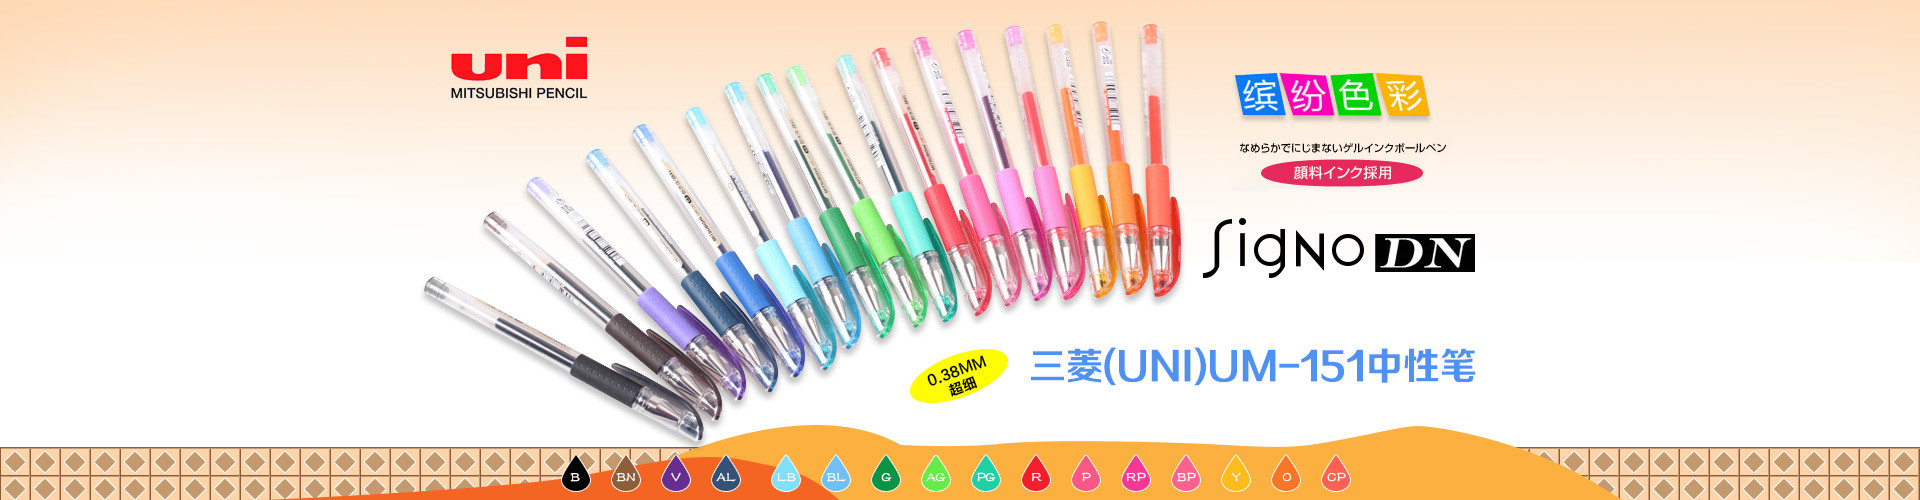 uni
MITSUBISHI PENCIL
缤纷色彩
なめらかでにじまないゲルインクボールペン
顔料インク採用
SigNo DN
0.38MM
超细
三菱(UNI)UM-151中性笔
B BN V AL LB BL G AG PG R P RP BP Y O CP